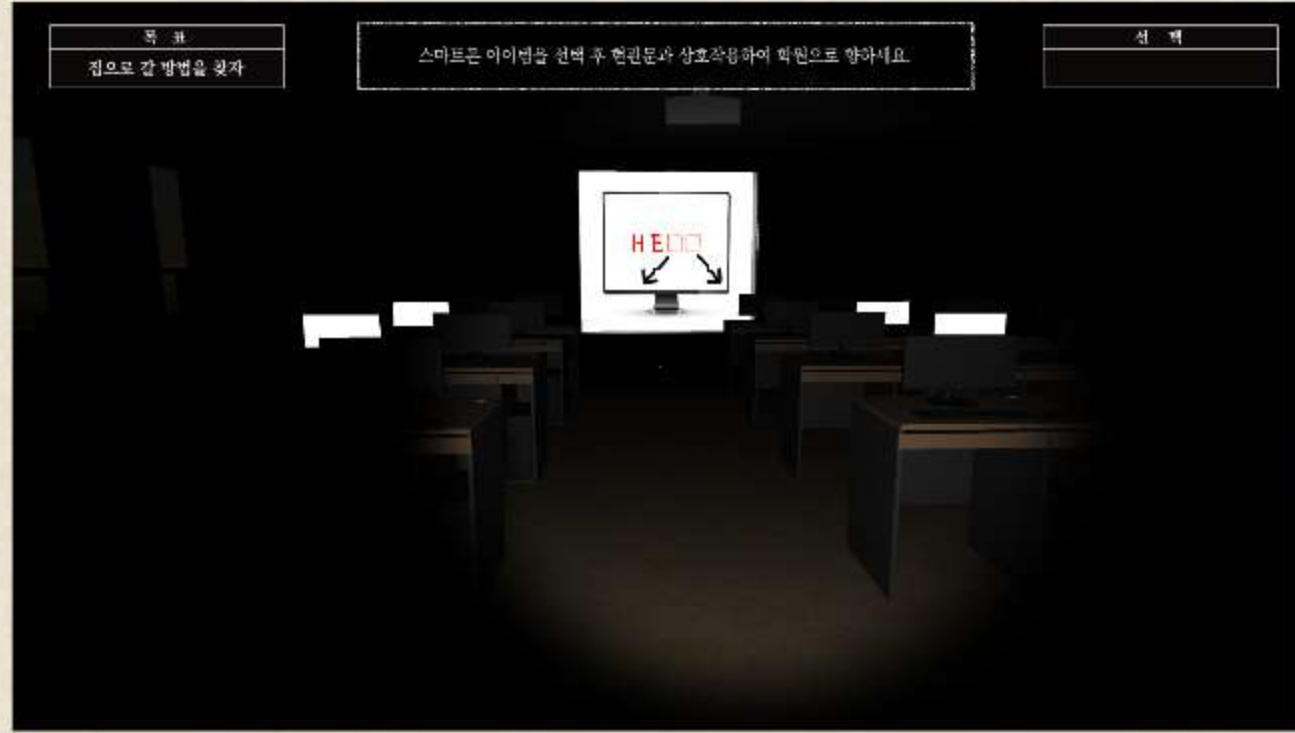 목 표
집으로 갈 방법을 찾자
스마트폰 아이템을 선택 후 현관문과 상호작용하여 학원으로 향하세요.
선 택
HE□□